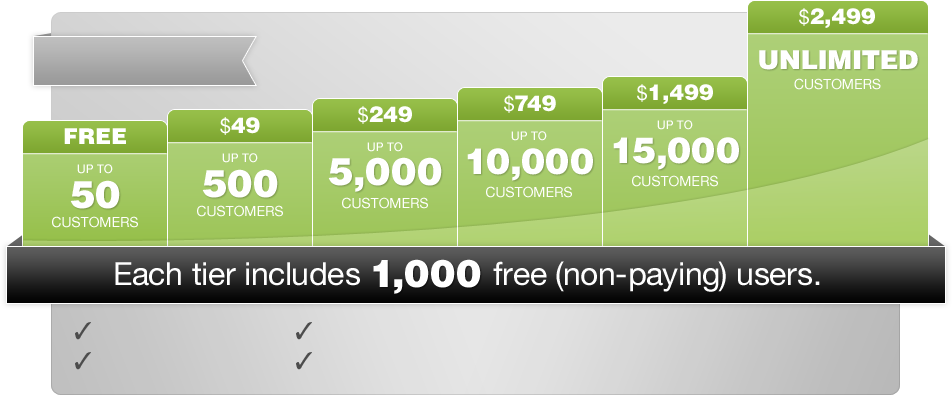 FREE
UP TO
50
CUSTOMERS
$49
UP TO
500
CUSTOMERS
$249
UP TO
5,000
CUSTOMERS
$749
UP TO
10,000
CUSTOMERS
$1,499
UP TO
15,000
CUSTOMERS
$2,499
UNLIMITED
CUSTOMERS
Each tier includes 1,000 free (non-paying) users.
✓ ✓
✓ ✓